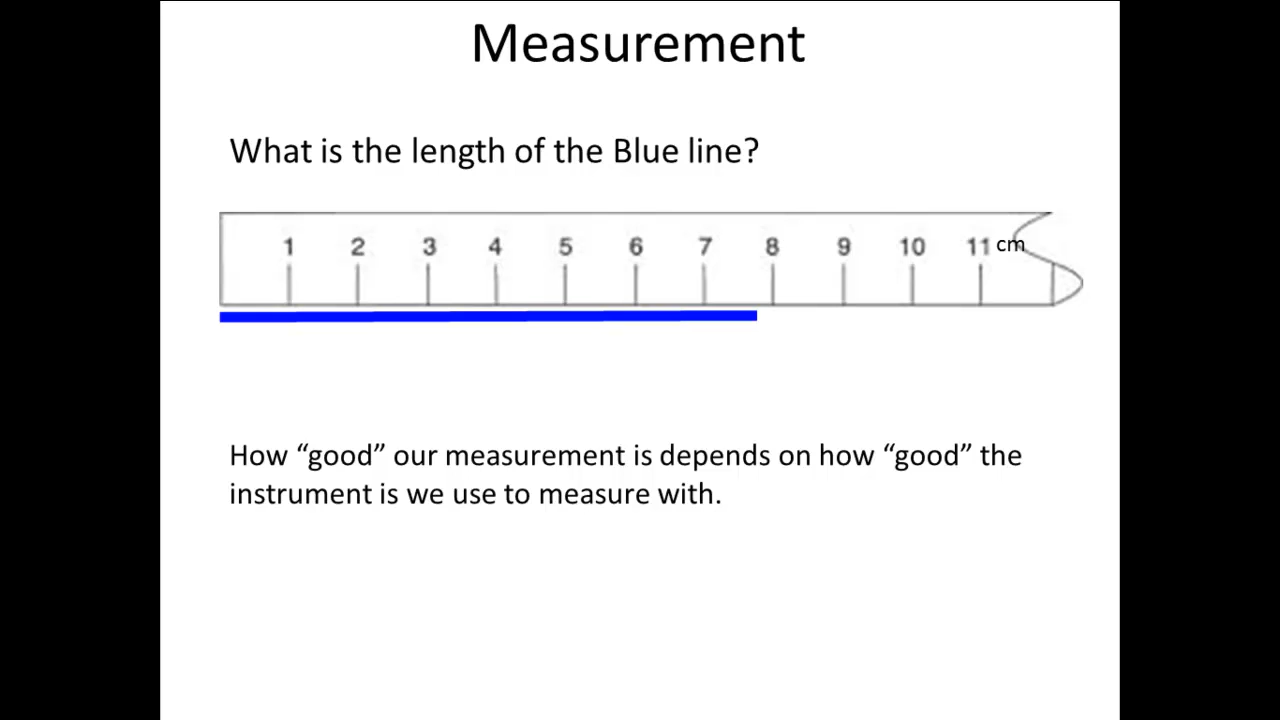 Measurement
What is the length of the Blue line?
1 2 3 4 5 6 7 8 9 10 11 cm
How “good” our measurement is depends on how “good” the
instrument is we use to measure with.